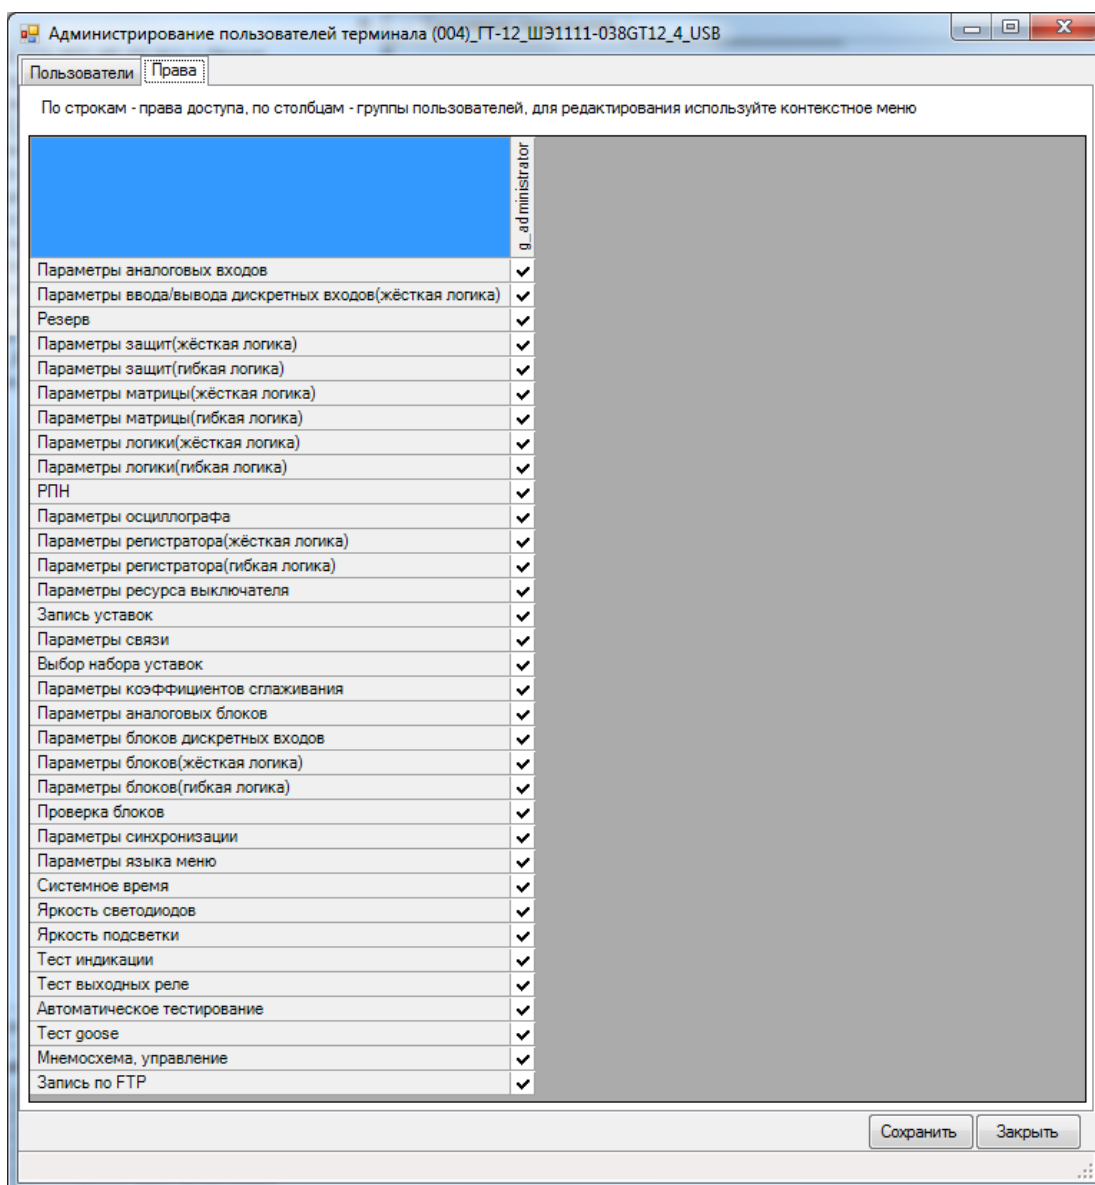 Администрирование пользователей терминала (004)_ГТ-12_ШЭ1111-038GT12_4_USB
Пользователи Права
По строкам - права доступа, по столбцам - группы пользователей, для редактирования используйте контекстное меню
g_administrator
Параметры аналоговых входов
Параметры ввода/вывода дискретных входов(жёсткая логика)
Резерв
Параметры защит(жёсткая логика)
Параметры защит(гибкая логика)
Параметры матрицы(жёсткая логика)
Параметры матрицы(гибкая логика)
Параметры логики(жёсткая логика)
Параметры логики(гибкая логика)
РПН
Параметры осциллографа
Параметры регистратора(жёсткая логика)
Параметры регистратора(гибкая логика)
Параметры ресурса выключателя
Запись уставок
Параметры связи
Выбор набора уставок
Параметры коэффициентов сглаживания
Параметры аналоговых блоков
Параметры блоков дискретных входов
Параметры блоков(жёсткая логика)
Параметры блоков(гибкая логика)
Проверка блоков
Параметры синхронизации
Параметры языка меню
Системное время
Яркость светодиодов
Яркость подсветки
Тест индикации
Тест выходных реле
Автоматическое тестирование
Тест goose
Мнемосхема, управление
Запись по FTP
Сохранить Закрыть